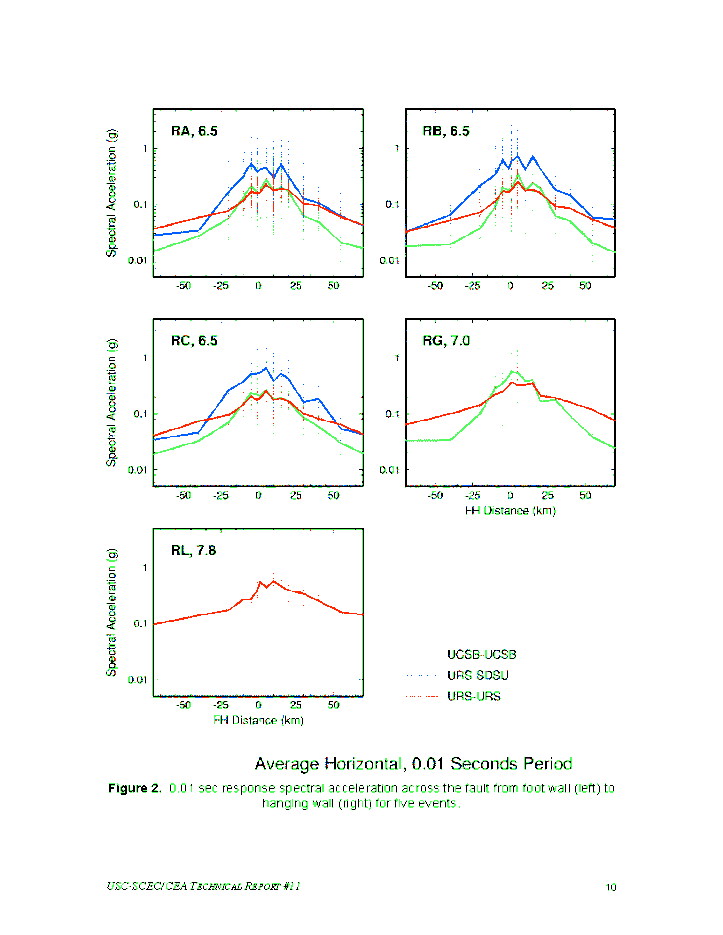 RA, 6.5
RB, 6.5
Spectral Acceleration (g)
1
0.1
0.01
1
0.1
0.01
-50 -25 0 25 50
-50 -25 0 25 50
RC, 6.5
RG, 7.0
Spectral Acceleration (g)
1
0.1
0.01
1
0.1
0.01
-50 -25 0 25 50
-50 -25 0 25 50
FH Distance (km)
RL, 7.8
Spectral Acceleration (g)
1
0.1
0.01
-50 -25 0 25 50
FH Distance (km)
UCSB-UCSB
URS-SDSU
URS-URS
Average Horizontal, 0.01 Seconds Period
Figure 2. 0.01 sec response spectral acceleration across the fault from foot wall (left) to
hanging wall (right) for five events.
USC-SCEC/CEA TECHNICAL REPORT #11 10